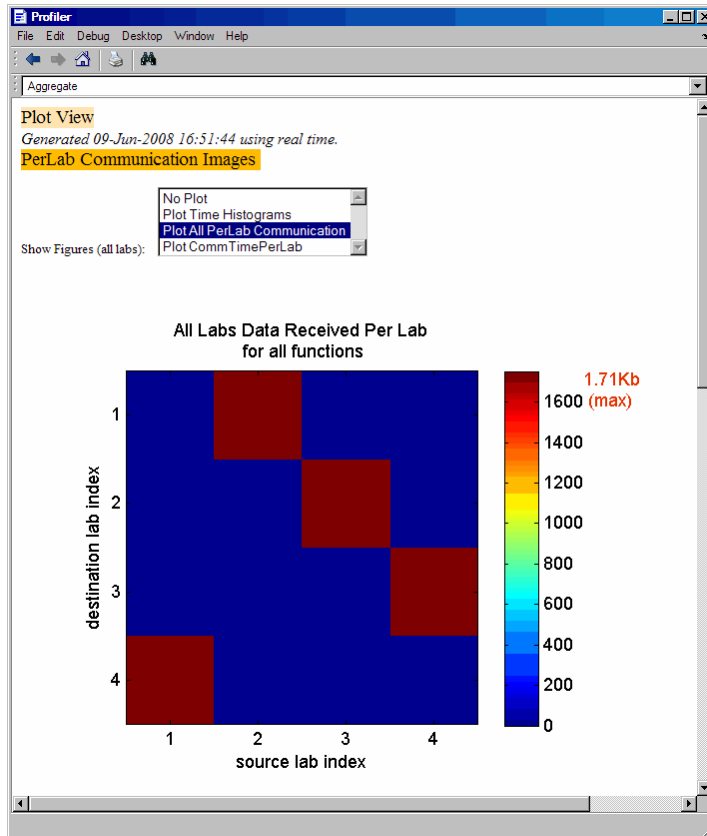 Profiler
File Edit Debug Desktop Window Help
Aggregate
Plot View
Generated 09-Jun-2008 16:51:44 using real time.
PerLab Communication Images
No Plot
Plot Time Histograms
Plot All PerLab Communication
Show Figures (all labs): Plot CommTimePerLab
All Labs Data Received Per Lab
for all functions
1.71Kb
(max)
1600
1400
1200
1000
800
600
400
200
0
destination lab index
1
2
3
4
1 2 3 4
source lab index